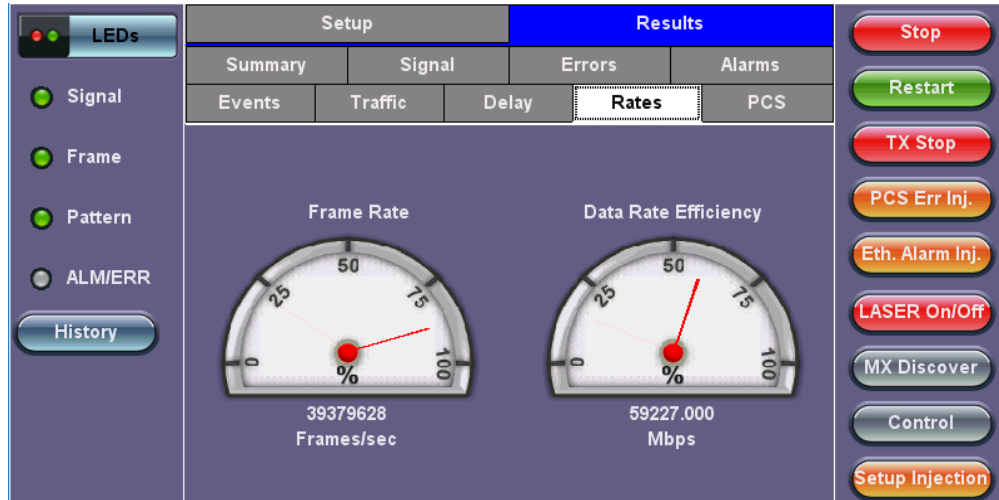 LEDs
Signal
Frame
Pattern
ALM/ERR
History
Setup Results
Summary Signal Errors Alarms
Events Traffic Delay Rates PCS
Frame Rate
0 25 50 75 100
%
39379628
Frames/sec
Data Rate Efficiency
0 25 50 75 100
%
59227.000
Mbps
Stop
Restart
TX Stop
PCS Err Inj.
Eth. Alarm Inj.
LASER On/Off
MX Discover
Control
Setup Injection